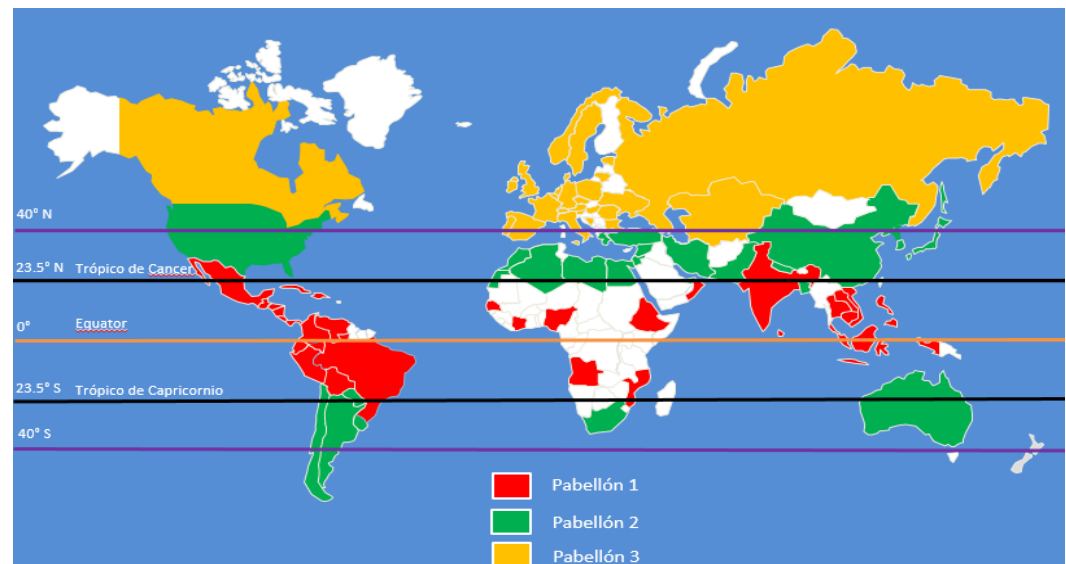 40° N
23.5° N
Trópico de Cancer
0°
Equator
23.5° S
Trópico de Capricornio
40° S
Pabellón 1
Pabellón 2
Pabellón 3